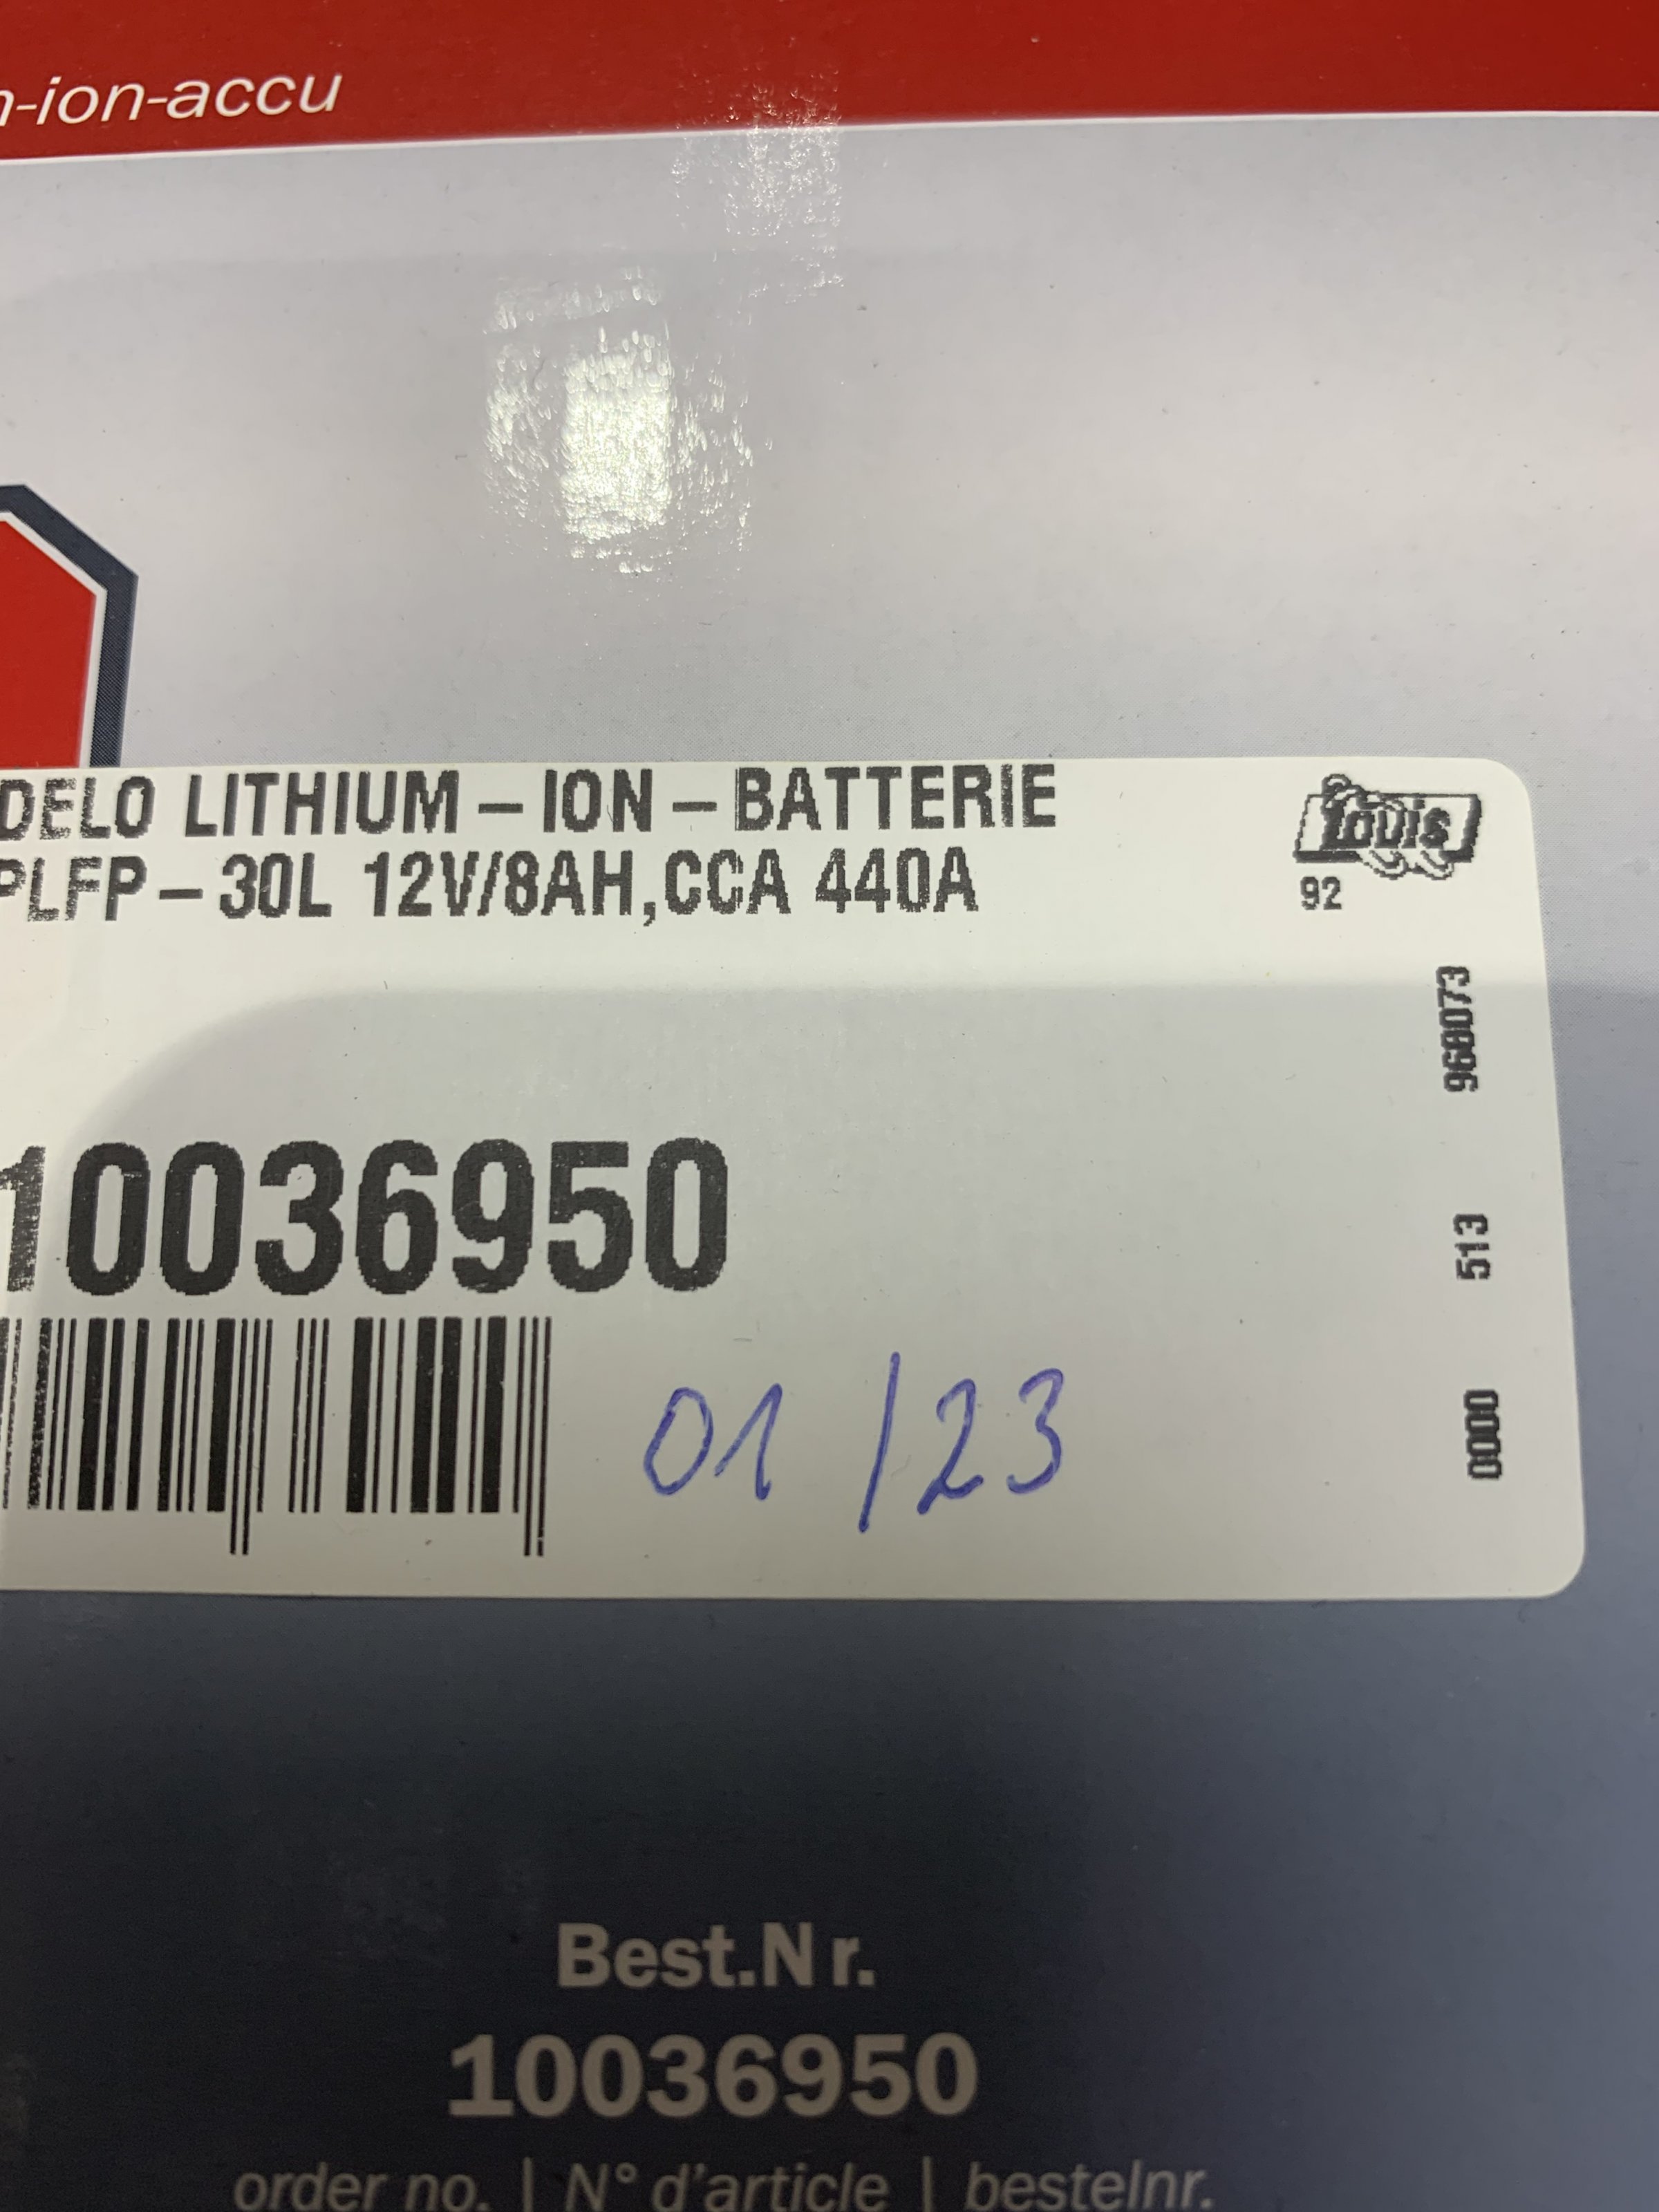 -ion-accu
DELO LITHIUM – ION – BATTERIE
PLFP – 30L 12V/8AH,CCA 440A
Louis
92
968073
513
0000
10036950
01 / 23
Best.Nr.
10036950
order no. | N° d'article | bestelnr.